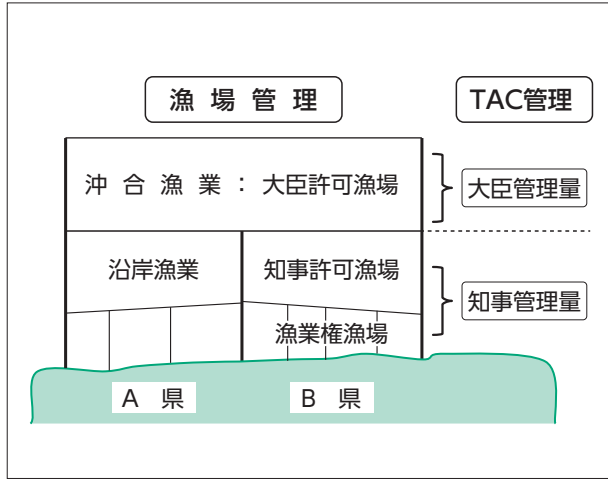 漁場管理 TAC管理
沖合漁業：大臣許可漁場 大臣管理量
沿岸漁業 知事許可漁場
知事管理量
漁業権漁場
A県 B県